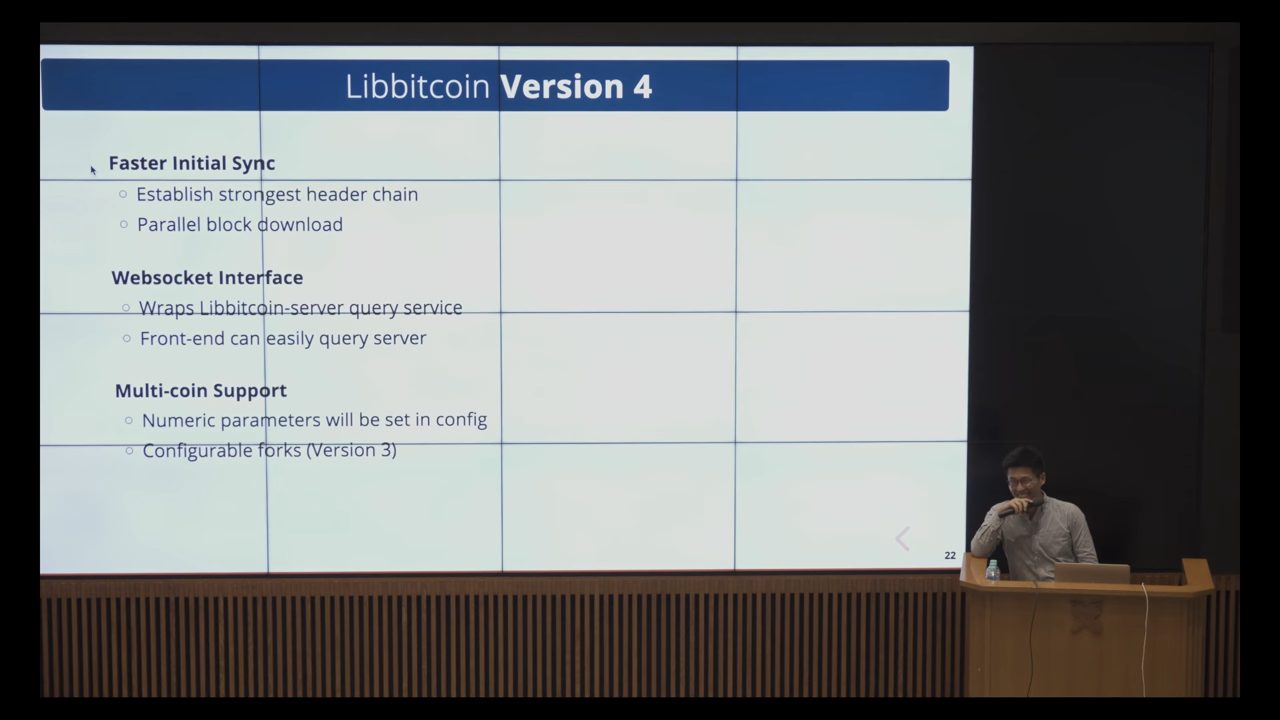 Libbitcoin Version 4
Faster Initial Sync
Establish strongest header chain
Parallel block download
Websocket Interface
Wraps Libbitcoin-server query service
Front-end can easily query server
Multi-coin Support
Numeric parameters will be set in config
Configurable forks (Version 3)
22